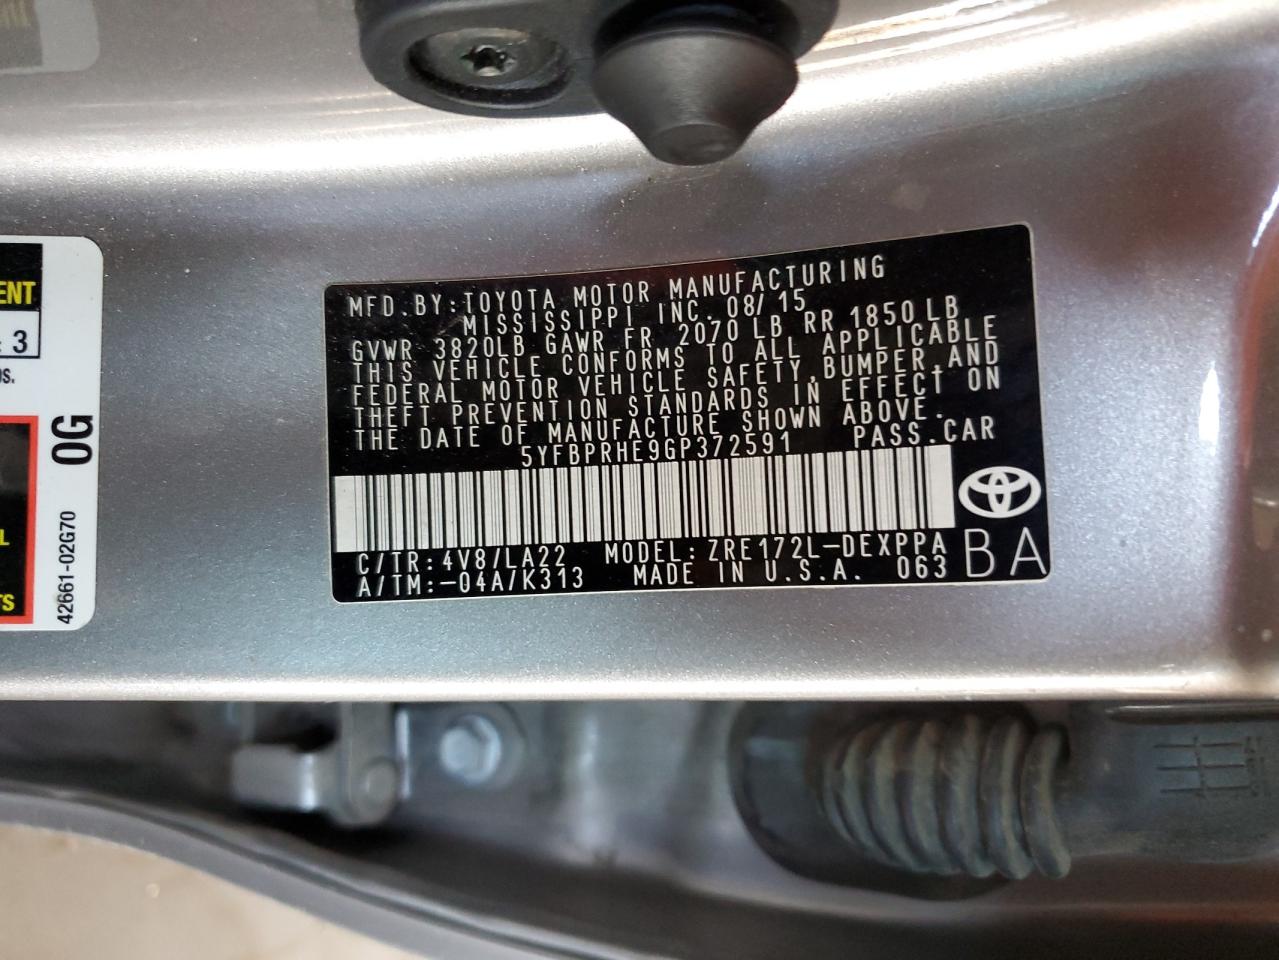 ENT
: 3
OS.
0G
L
TS
42661-02G70
MFD. BY: TOYOTA MOTOR MANUFACTURING
MISSISSIPPI INC. 08/15
GVWR 3820LB GAWR FR 2070 LB RR 1850 LB
THIS VEHICLE CONFORMS TO ALL APPLICABLE
FEDERAL MOTOR VEHICLE SAFETY, BUMPER, AND
THEFT PREVENTION STANDARDS IN EFFECT ON
THE DATE OF MANUFACTURE SHOWN ABOVE.
5YFBPRHE9GP372591 PASS. CAR
C/TR: 4V8/LA22 MODEL: ZRE172L-DEXPPA
A/TM: -04A/K313 MADE IN U.S.A. 063
BA